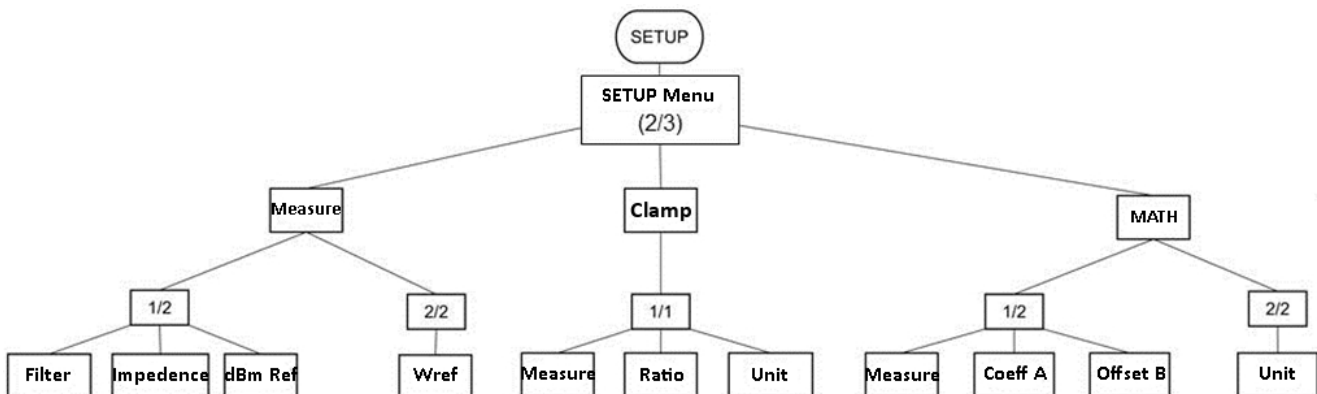 SETUP
SETUP Menu
(2/3)
Measure
Clamp
MATH
1/2
2/2
1/1
1/2
2/2
Filter
Impedence
dBm Ref
Wref
Measure
Ratio
Unit
Measure
Coeff A
Offset B
Unit